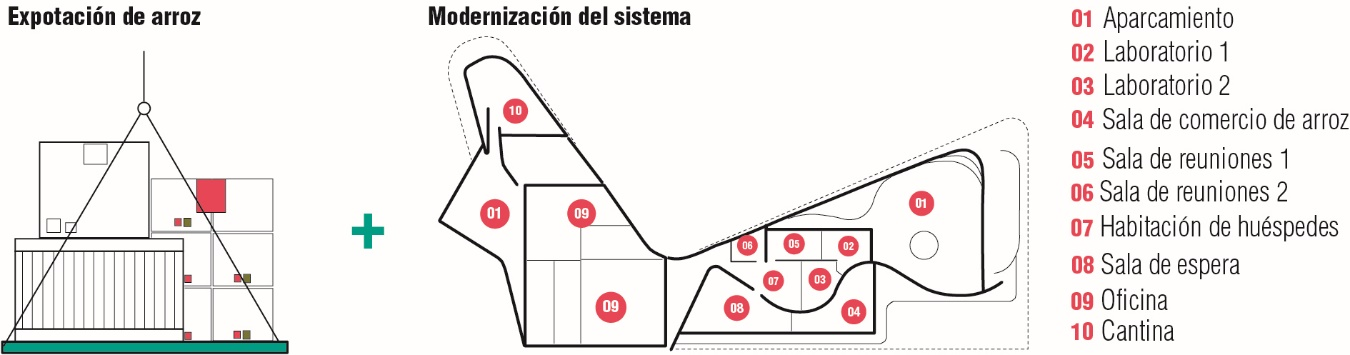 Expotación de arroz
Modernización del sistema
10
01
09
09
06
05
02
07
03
08
04
01
01 Aparcamiento
02 Laboratorio 1
03 Laboratorio 2
04 Sala de comercio de arroz
05 Sala de reuniones 1
06 Sala de reuniones 2
07 Habitación de huéspedes
08 Sala de espera
09 Oficina
10 Cantina